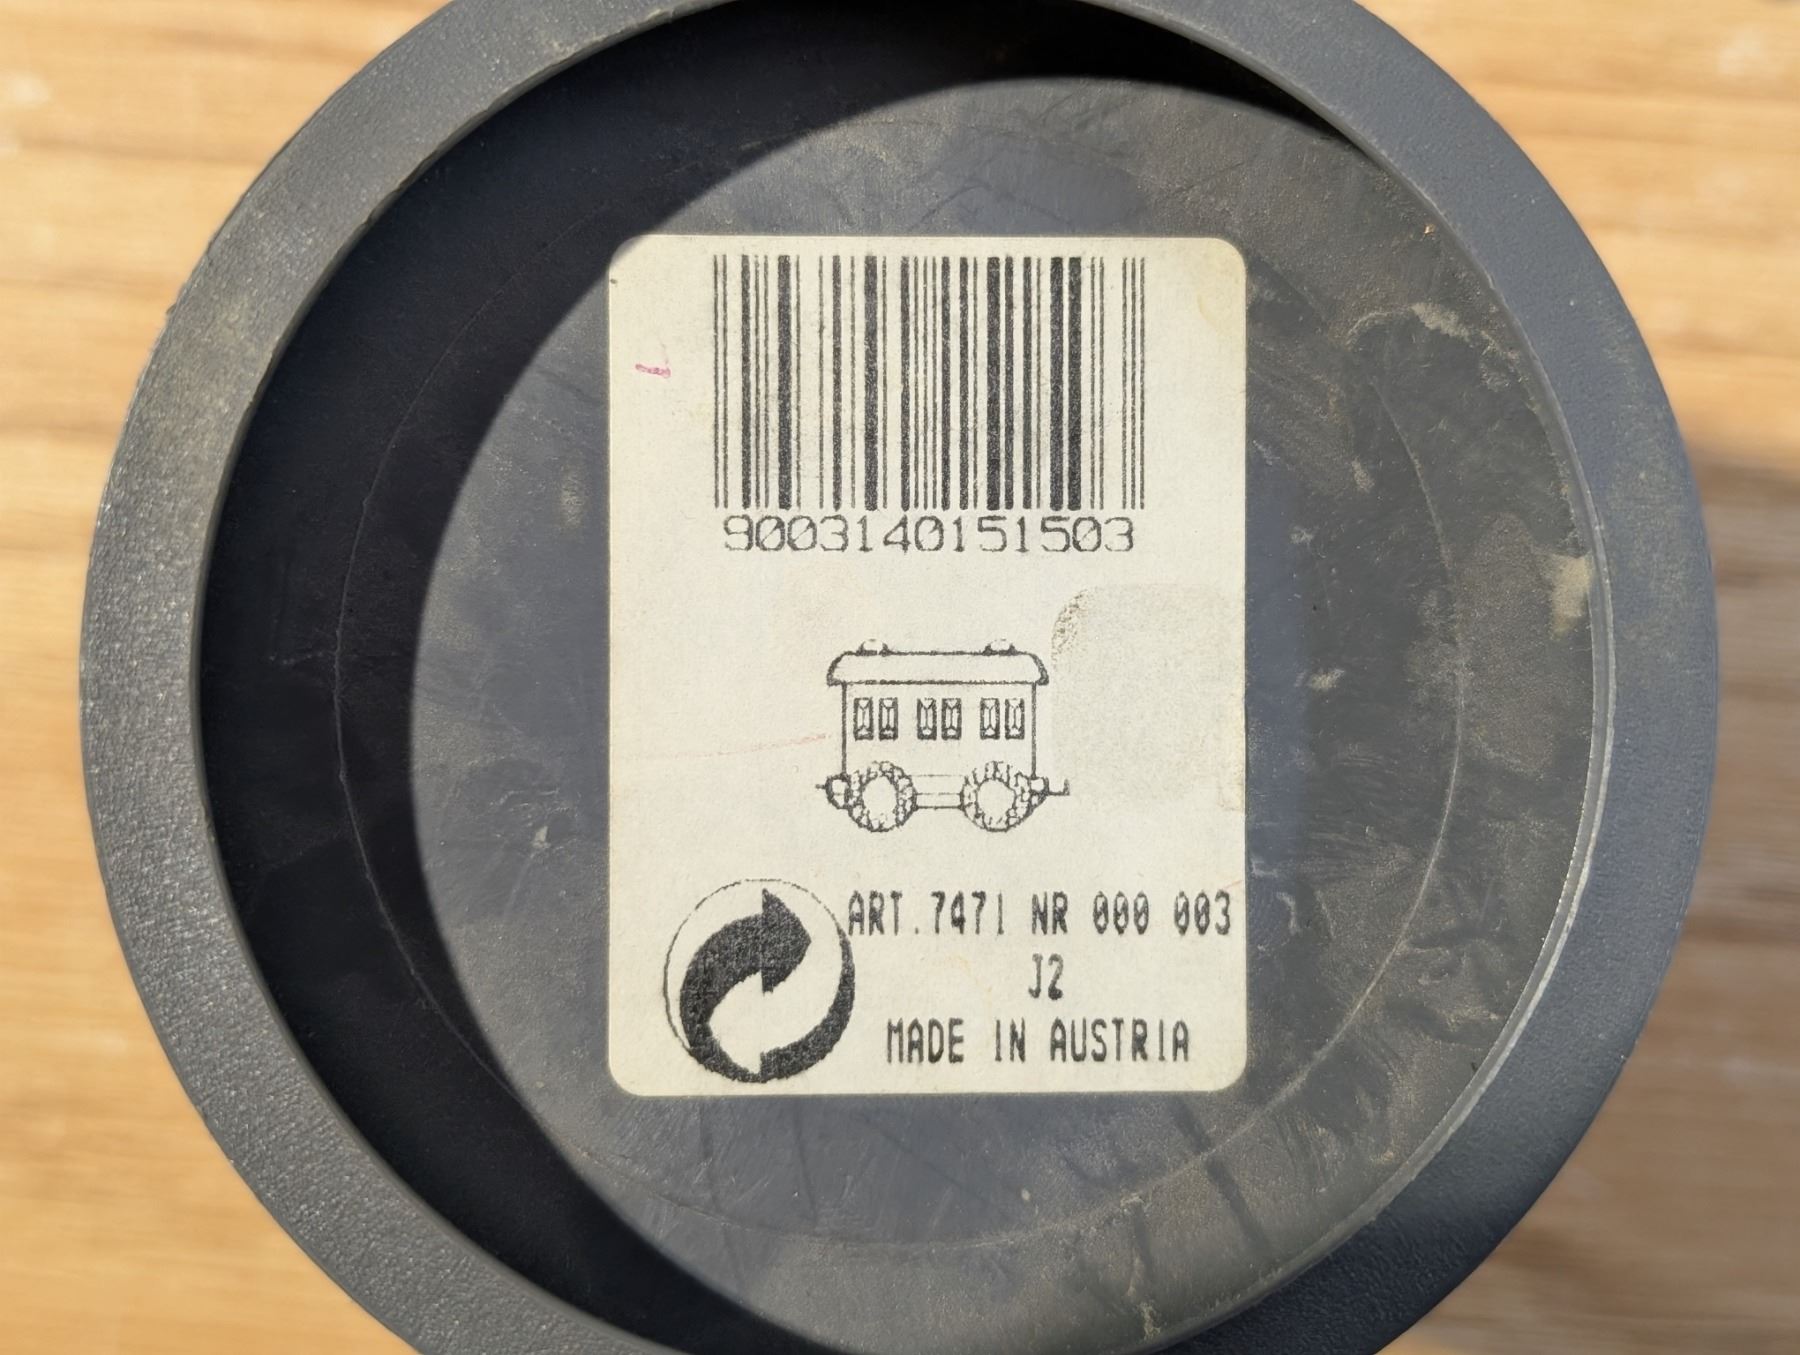 9003140151503
ART.7471 NR 000 003
J2
MADE IN AUSTRIA